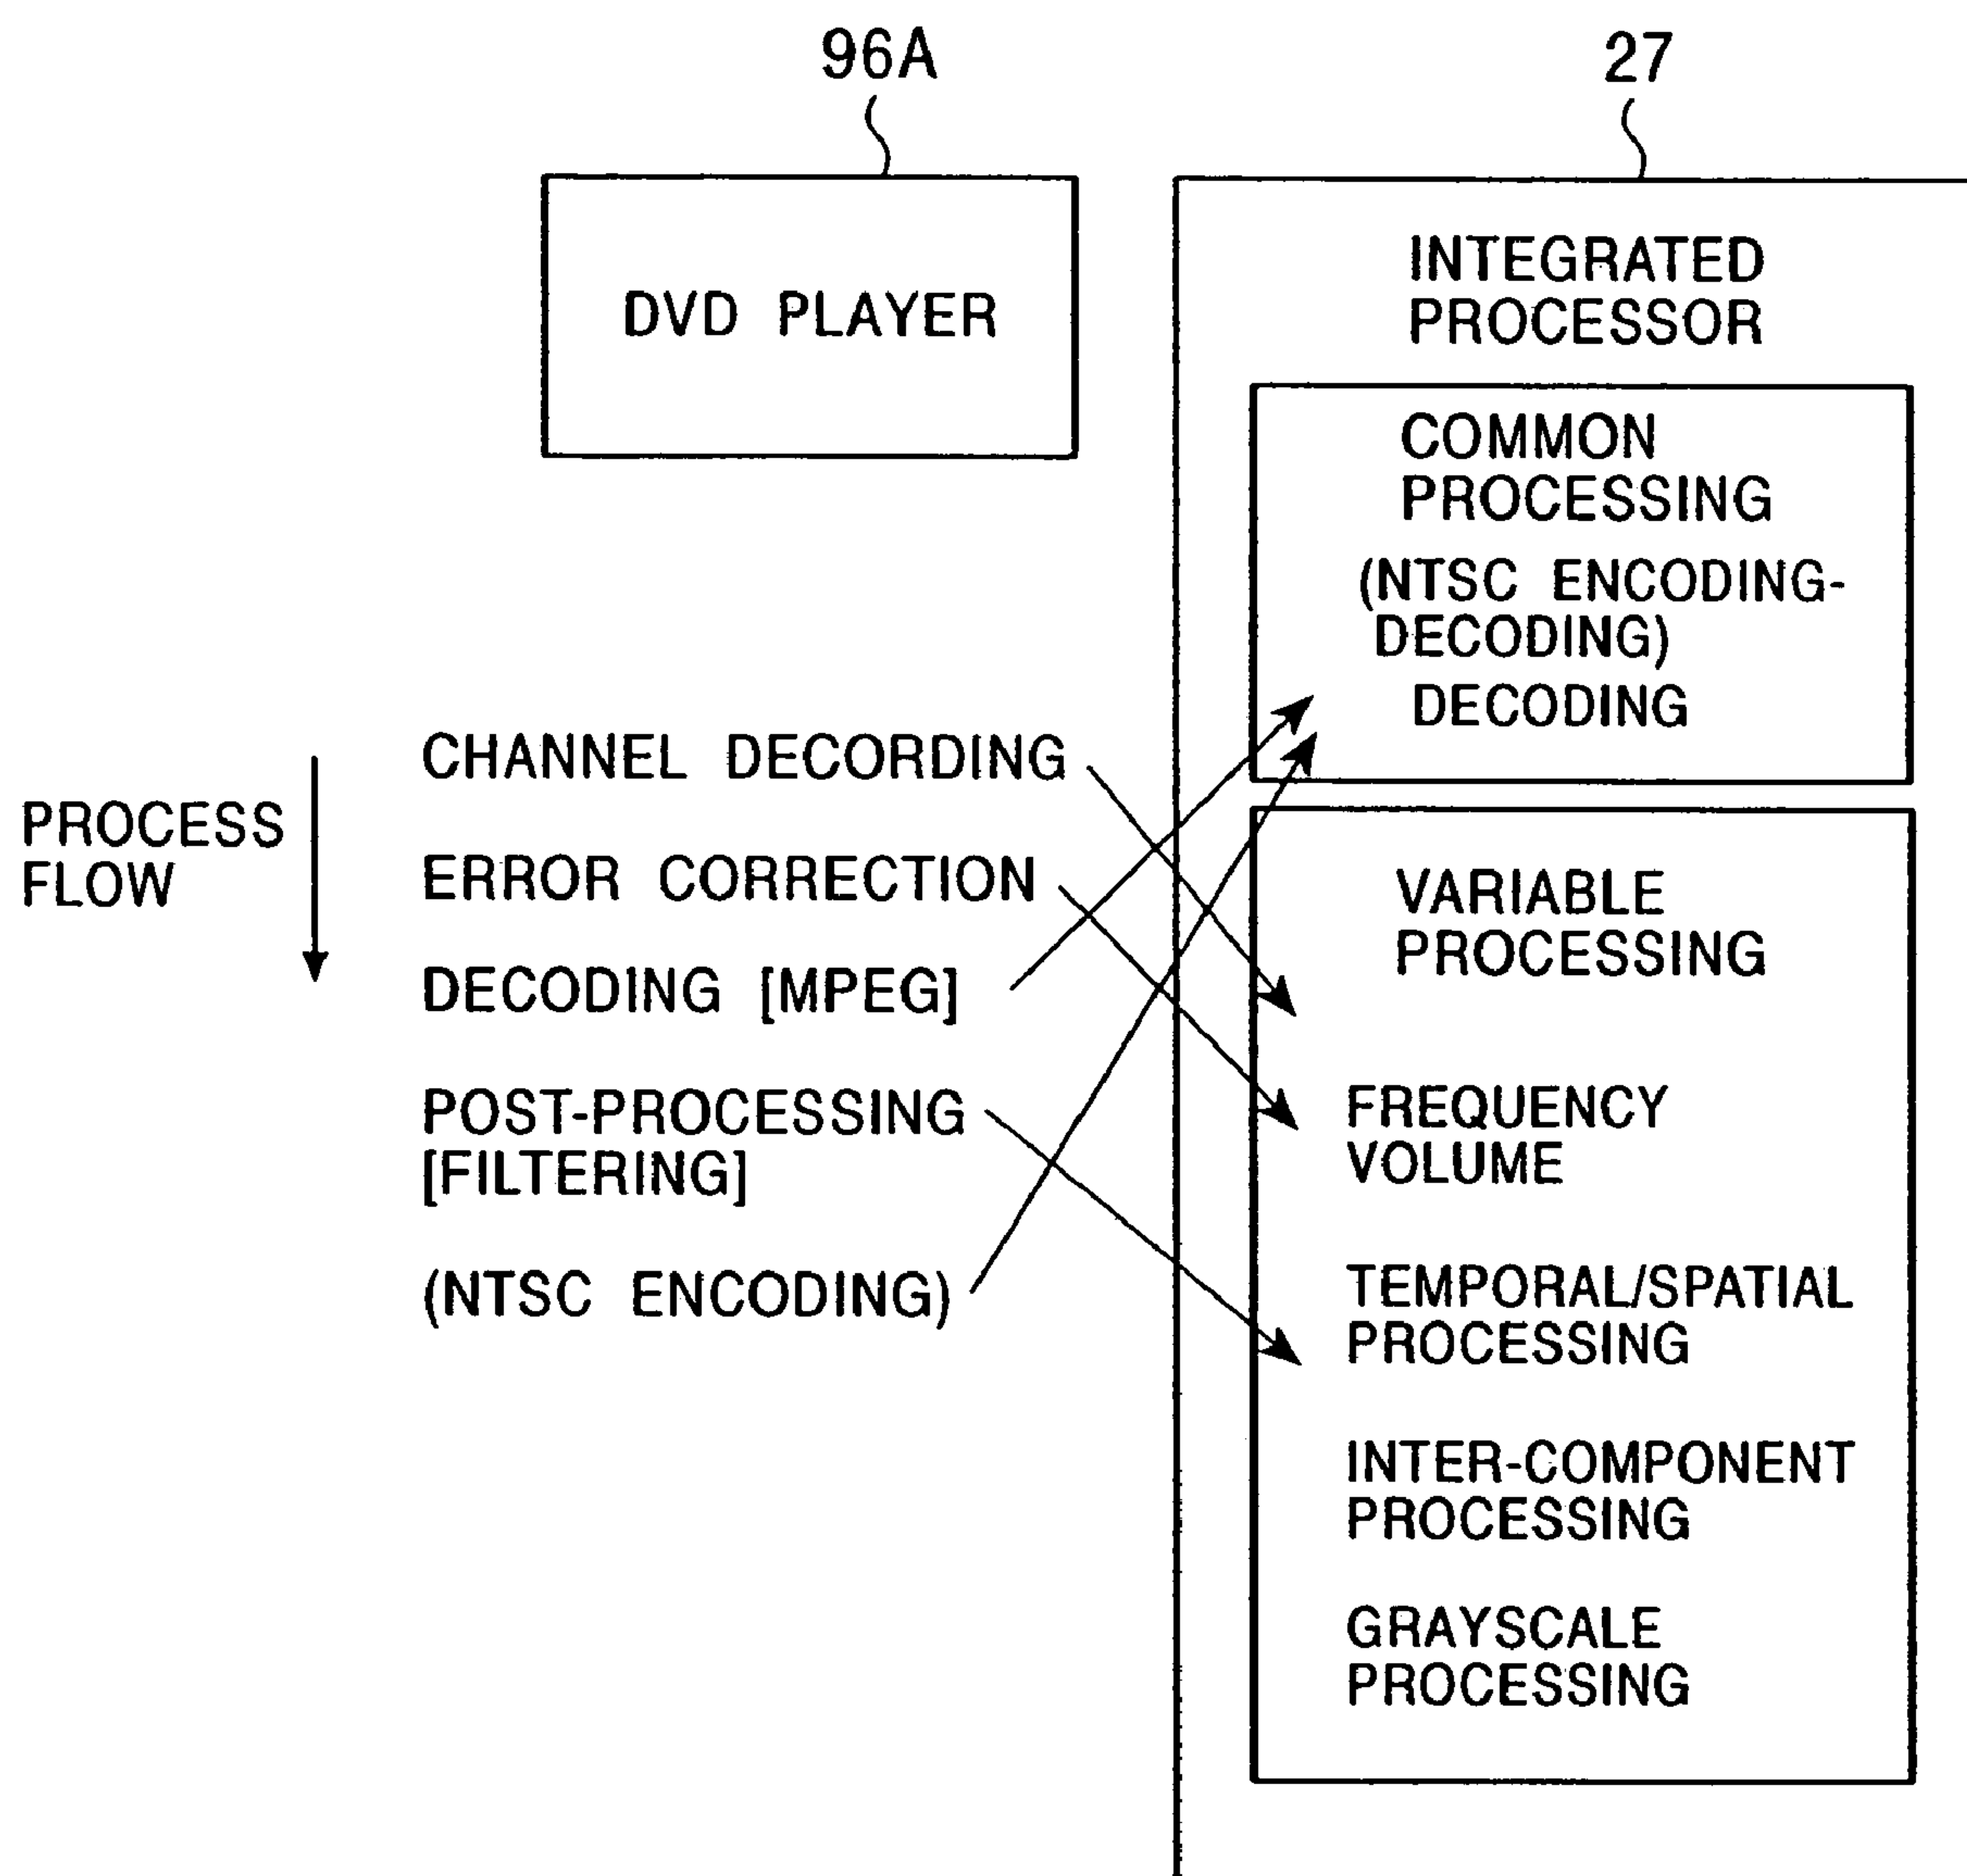 96A
27
DVD PLAYER
INTEGRATED
PROCESSOR
COMMON
PROCESSING
(NTSC ENCODING-
DECODING)
DECODING
PROCESS
FLOW
CHANNEL DECORDING
ERROR CORRECTION
DECODING [MPEG]
POST-PROCESSING
[FILTERING]
(NTSC ENCODING)
VARIABLE
PROCESSING
FREQUENCY
VOLUME
TEMPORAL/SPATIAL
PROCESSING
INTER-COMPONENT
PROCESSING
GRAYSCALE
PROCESSING